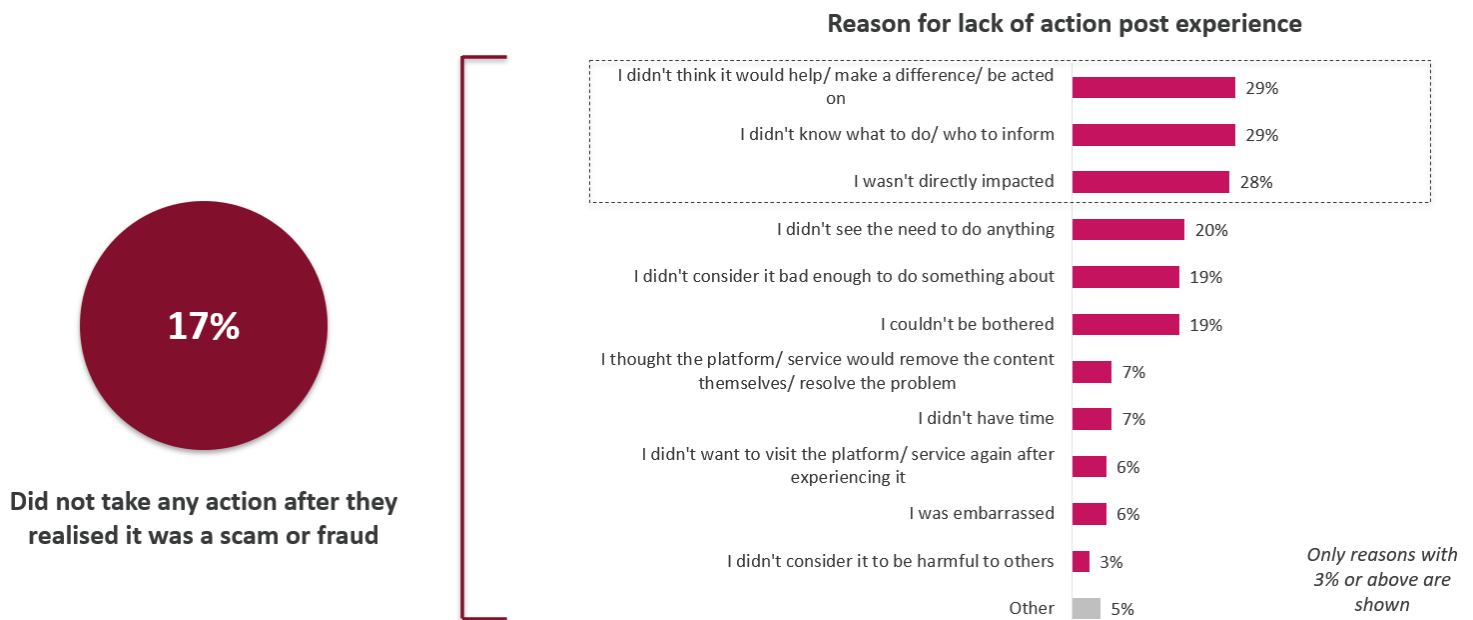 Reason for lack of action post experience
I didn't think it would help/ make a difference/ be acted
on
29%
I didn't know what to do/ who to inform
29%
I wasn't directly impacted
28%
I didn't see the need to do anything
20%
I didn't consider it bad enough to do something about
19%
I couldn't be bothered
19%
I thought the platform/ service would remove the content
themselves/ resolve the problem
7%
I didn't have time
7%
I didn't want to visit the platform/ service again after
experiencing it
6%
I was embarrassed
6%
I didn't consider it to be harmful to others
3%
Other
5%
17%
Did not take any action after they
realised it was a scam or fraud
Only reasons with
3% or above are
shown